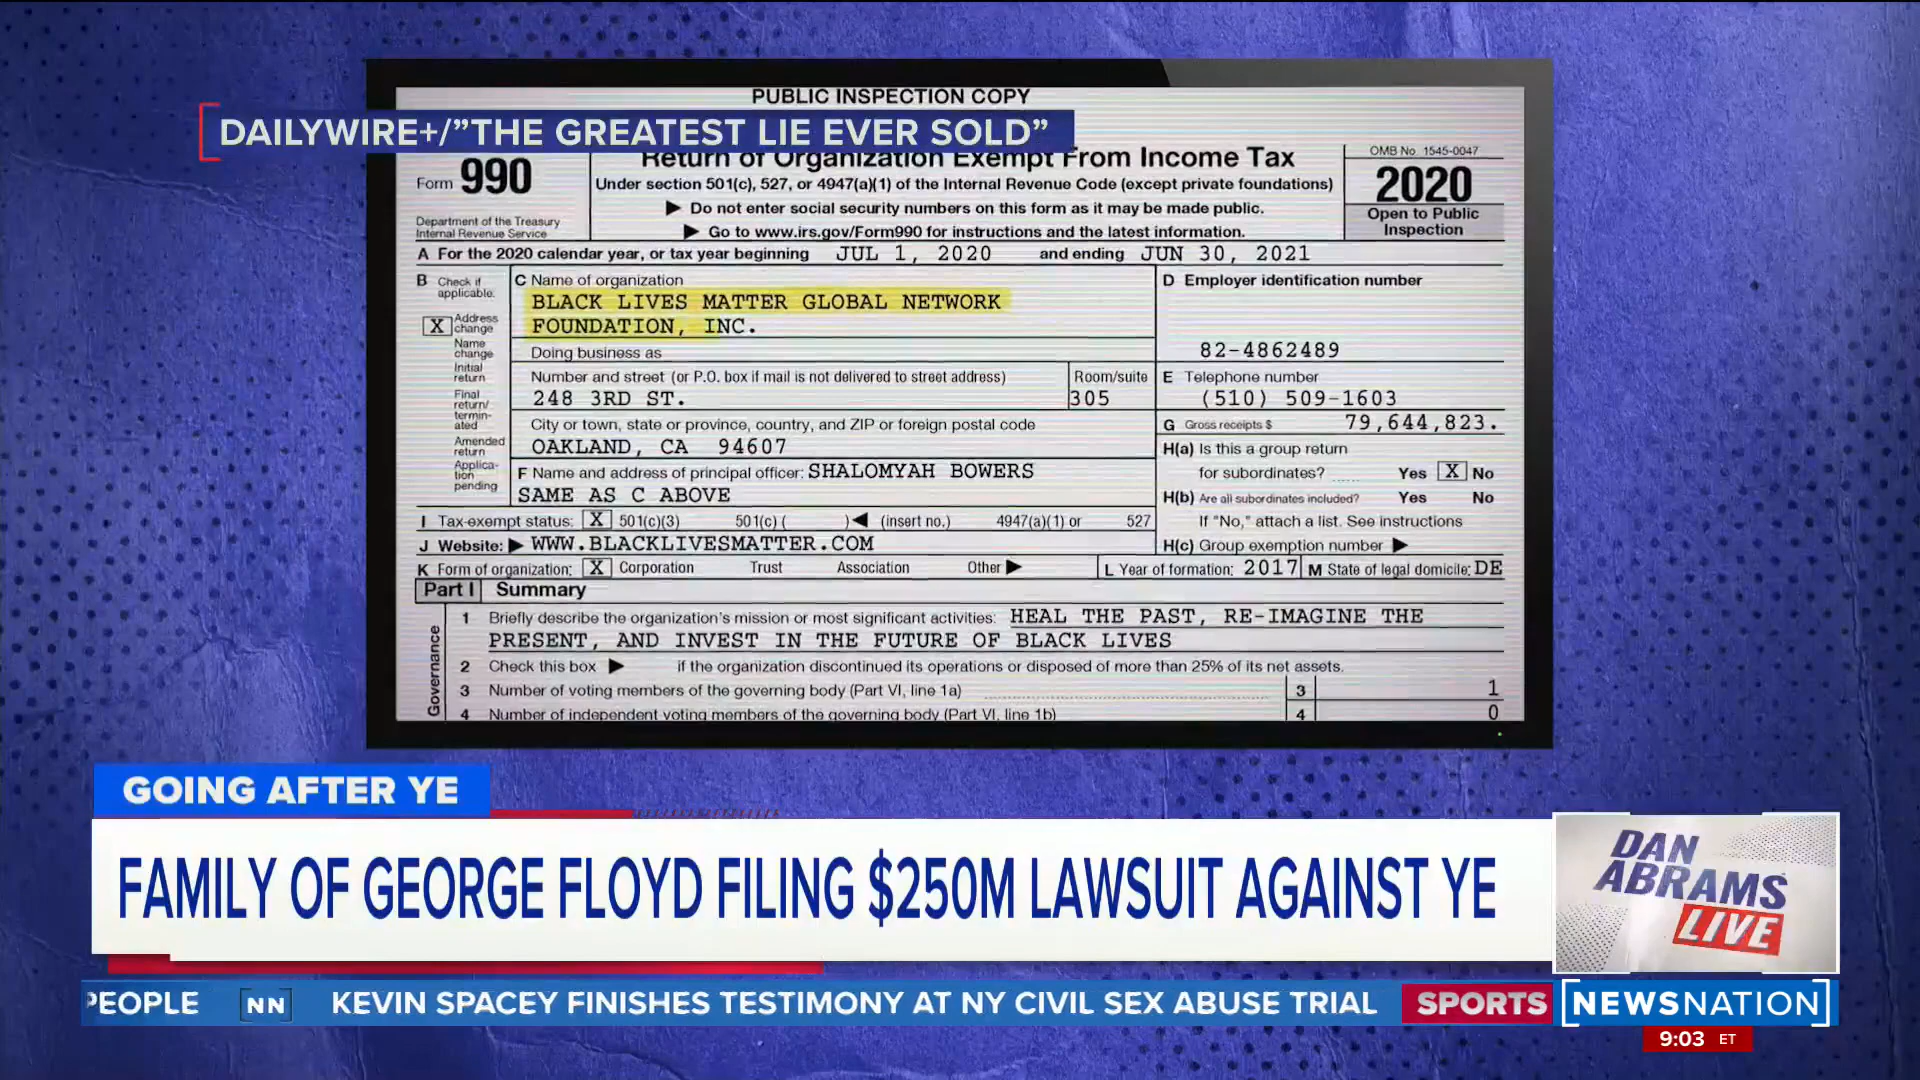 PUBLIC INSPECTION COPY
DAILYWIRE+/"THE GREATEST LIE EVER SOLD"
Form 990
Department of the Treasury
Internal Revenue Service
Return of Organization Exempt From Income Tax
Under section 501(c), 527, or 4947(a)(1) of the Internal Revenue Code (except private foundations)
▶ Do not enter social security numbers on this form as it may be made public.
▶ Go to www.irs.gov/Form990 for instructions and the latest information.
OMB No. 1545-0047
2020
Open to Public
Inspection
A For the 2020 calendar year, or tax year beginning JUL 1, 2020 and ending JUN 30, 2021
B Check if
applicable:
X Address
change
Name
change
Initial
return
Final
return/
termin-
ated
Amended
return
Applica-
tion
pending
C Name of organization
BLACK LIVES MATTER GLOBAL NETWORK
FOUNDATION, INC.
Doing business as
Number and street (or P.O. box if mail is not delivered to street address) Room/suite
248 3RD ST. 305
City or town, state or province, country, and ZIP or foreign postal code
OAKLAND, CA 94607
F Name and address of principal officer: SHALOMYAH BOWERS
SAME AS C ABOVE
D Employer identification number
82-4862489
E Telephone number
(510) 509-1603
G Gross receipts $ 79,644,823.
H(a) Is this a group return
for subordinates? ...... Yes X No
H(b) Are all subordinates included? Yes No
If "No," attach a list. See instructions
H(c) Group exemption number ▶
I Tax-exempt status: X 501(c)(3) 501(c) ( ) ◀ (insert no.) 4947(a)(1) or 527
J Website: ▶ WWW.BLACKLIVESMATTER.COM
K Form of organization: X Corporation Trust Association Other ▶
L Year of formation: 2017 M State of legal domicile: DE
Part I Summary
Governance
1 Briefly describe the organization's mission or most significant activities: HEAL THE PAST, RE-IMAGINE THE
PRESENT, AND INVEST IN THE FUTURE OF BLACK LIVES
2 Check this box ▶ if the organization discontinued its operations or disposed of more than 25% of its net assets.
3 Number of voting members of the governing body (Part VI, line 1a) 3 1
4 Number of independent voting members of the governing body (Part VI, line 1b) 4 0
GOING AFTER YE
FAMILY OF GEORGE FLOYD FILING $250M LAWSUIT AGAINST YE
DAN
ABRAMS
LIVE
PEOPLE NN KEVIN SPACEY FINISHES TESTIMONY AT NY CIVIL SEX ABUSE TRIAL SPORTS
NEWSNATION
9:03 ET